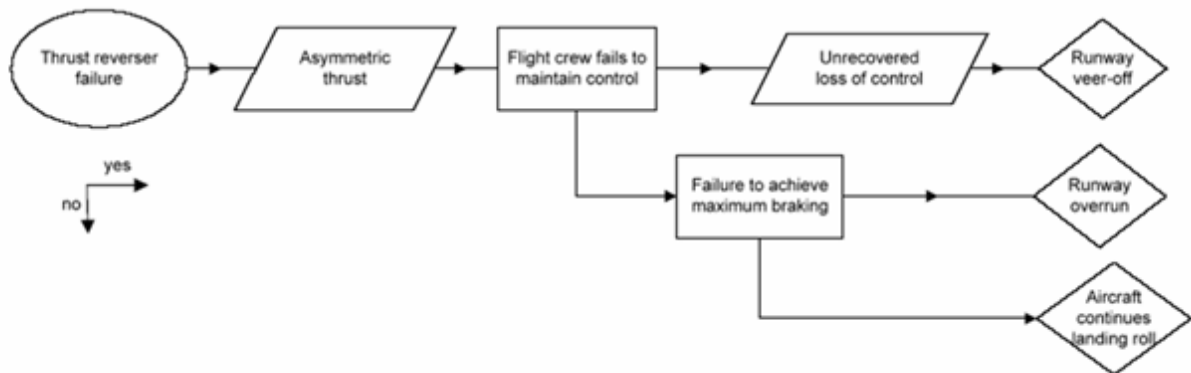 Thrust reverser
failure
Asymmetric
thrust
Flight crew fails to
maintain control
Unrecovered
loss of control
Runway
veer-off
yes
no
Failure to achieve
maximum braking
Runway
overrun
Aircraft
continues
landing roll